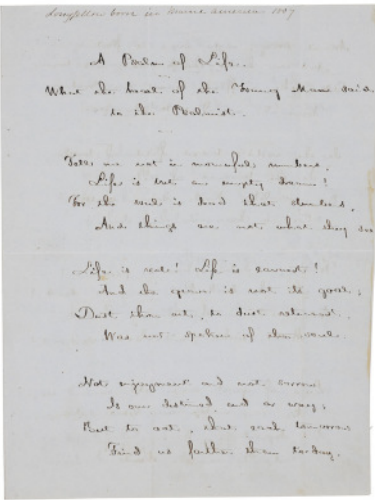 Longfellow born in America 1807
A Psalm of Life.
What the heart of the Young Man said
to the Psalmist.
Tell me not in mournful numbers,
Life is but an empty dream!
For the soul is dead that slumbers,
And things are not what they seem
Life is real! Life is earnest!
And the grave is not its goal;
Dust thou art, to dust returnest,
Was not spoken of the soul.
Not enjoyment and not sorrow
Is our destined end or way;
But to act, that each tomorrow
Find us farther than to-day.